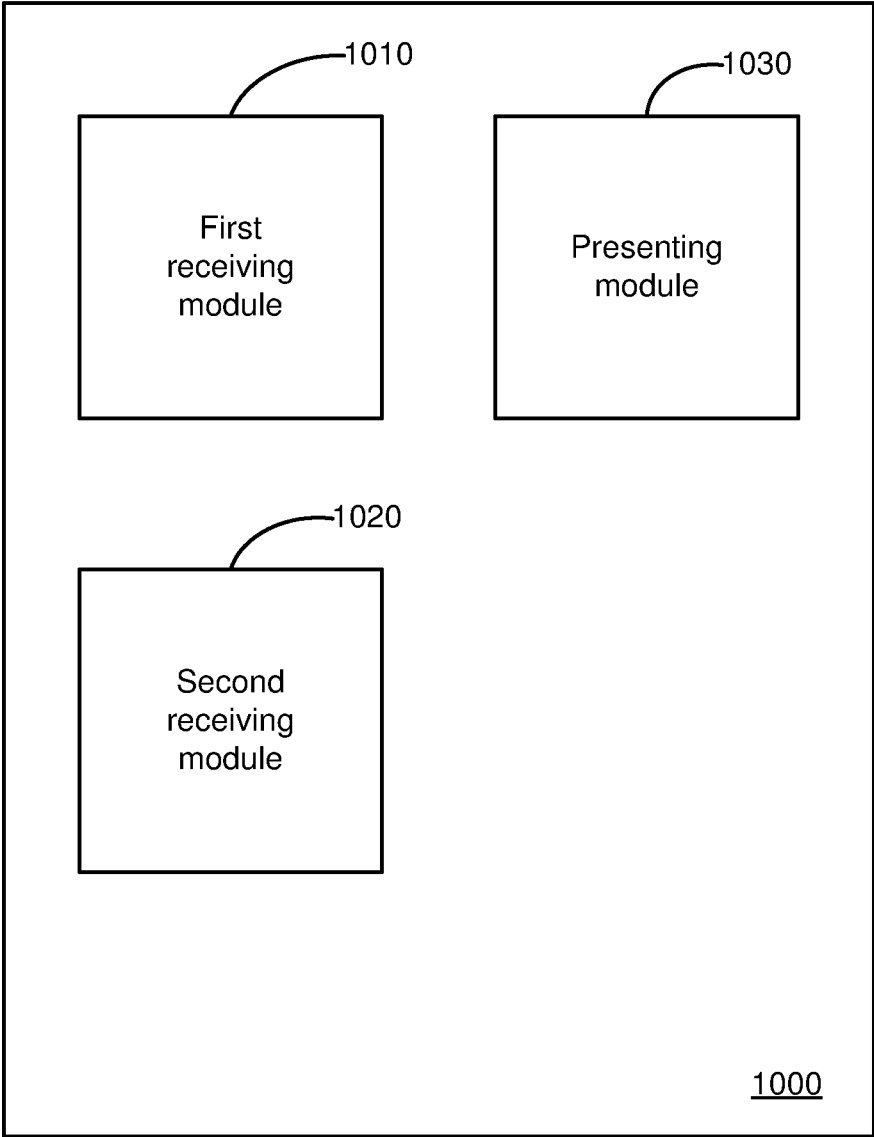 1010
First
receiving
module
1030
Presenting
module
1020
Second
receiving
module
1000